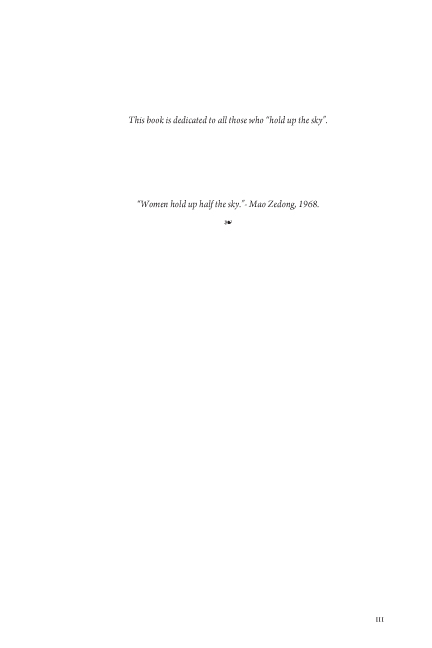 This book is dedicated to all those who “hold up the sky”.
“Women hold up half the sky.”- Mao Zedong, 1968.
❧
III